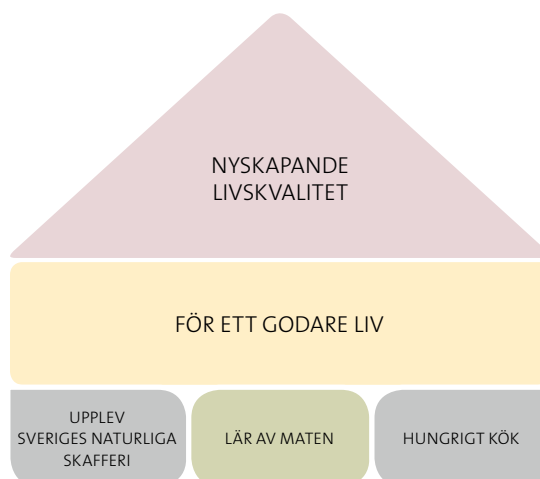 NYSKAPANDE
LIVSKVALITET
FÖR ETT GODARE LIV
UPPLEV
SVERIGES NATURLIGA
SKAFFERI
LÄR AV MATEN
HUNGRIGT KÖK